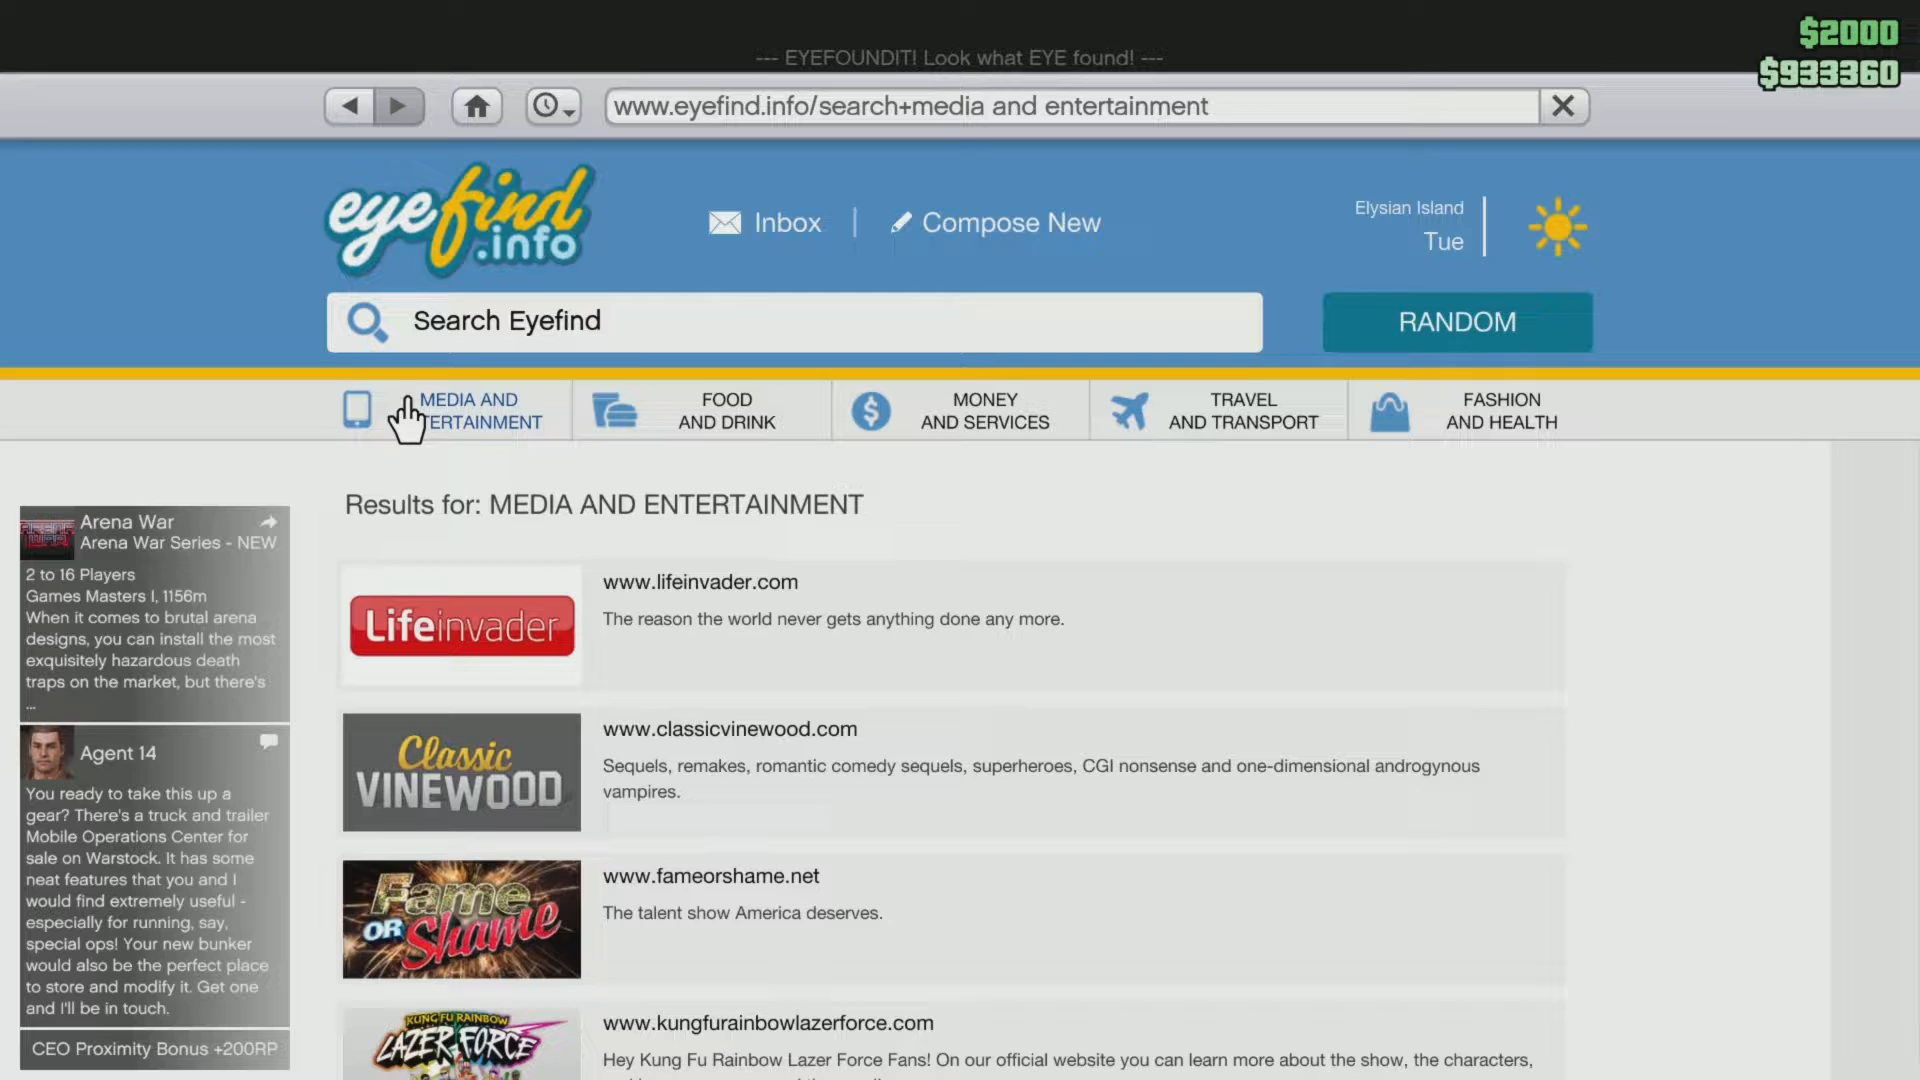 $2000
--- EYEFOUNDIT! Look what EYE found! ---
$933360
www.eyefind.info/search+media and entertainment
eyefind
.info
Inbox
Compose New
Elysian Island
Tue
Search Eyefind
RANDOM
MEDIA AND
TERTAINMENT
FOOD
AND DRINK
MONEY
AND SERVICES
TRAVEL
AND TRANSPORT
FASHION
AND HEALTH
Results for: MEDIA AND ENTERTAINMENT
ARENA
WAR
Arena War
Arena War Series - NEW
2 to 16 Players
Games Masters I, 1156m
When it comes to brutal arena
designs, you can install the most
exquisitely hazardous death
traps on the market, but there's
...
Agent 14
You ready to take this up a
gear? There's a truck and trailer
Mobile Operations Center for
sale on Warstock. It has some
neat features that you and I
would find extremely useful -
especially for running, say,
special ops! Your new bunker
would also be the perfect place
to store and modify it. Get one
and I'll be in touch.
CEO Proximity Bonus +200RP
Lifeinvader
www.lifeinvader.com
The reason the world never gets anything done any more.
Classic
VINEWOOD
www.classicvinewood.com
Sequels, remakes, romantic comedy sequels, superheroes, CGI nonsense and one-dimensional androgynous
vampires.
Fame
OR Shame
www.fameorshame.net
The talent show America deserves.
KUNG FU RAINBOW
LAZER FORCE
www.kungfurainbowlazerforce.com
Hey Kung Fu Rainbow Lazer Force Fans! On our official website you can learn more about the show, the characters,